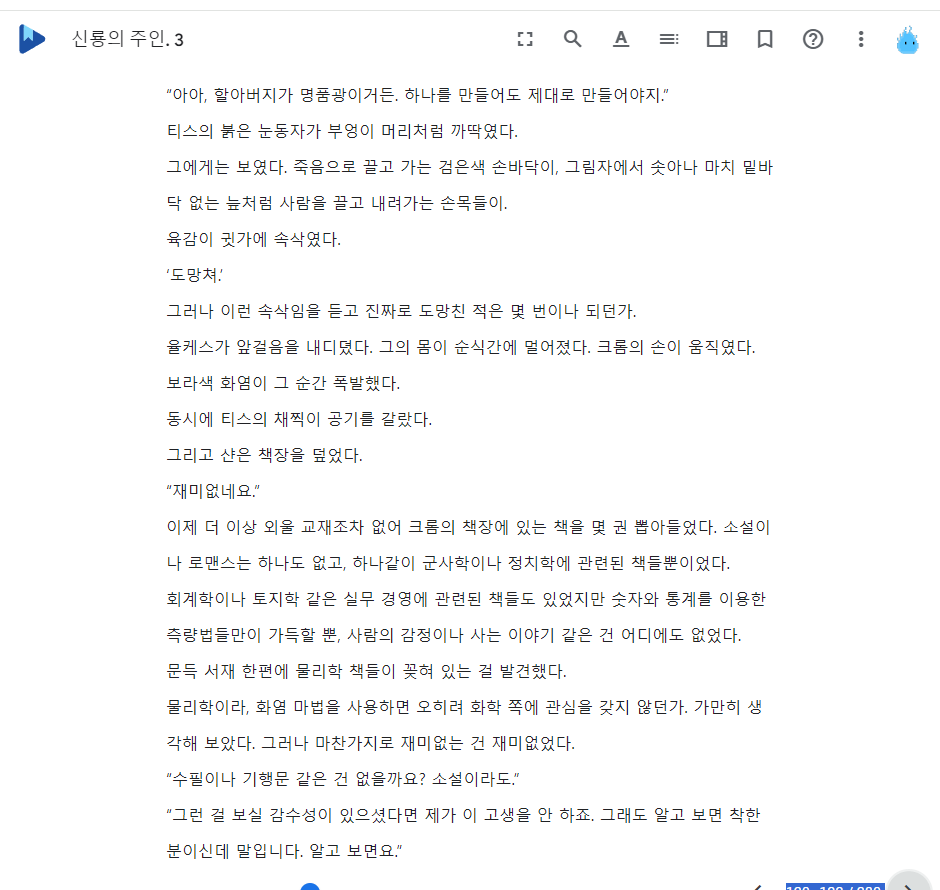 신룡의 주인. 3
“아아, 할아버지가 명품광이거든. 하나를 만들어도 제대로 만들어야지.”
티스의 붉은 눈동자가 부엉이 머리처럼 까딱였다.
그에게는 보였다. 죽음으로 끌고 가는 검은색 손바닥이, 그림자에서 솟아나 마치 밑바
닥 없는 늪처럼 사람을 끌고 내려가는 손목들이.
육감이 귓가에 속삭였다.
‘도망쳐.’
그러나 이런 속삭임을 듣고 진짜로 도망친 적은 몇 번이나 되던가.
율케스가 앞걸음을 내디뎠다. 그의 몸이 순식간에 멀어졌다. 크롬의 손이 움직였다.
보라색 화염이 그 순간 폭발했다.
동시에 티스의 채찍이 공기를 갈랐다.
그리고 샨은 책장을 덮었다.
“재미없네요.”
이제 더 이상 외울 교재조차 없어 크롬의 책장에 있는 책을 몇 권 뽑아들었다. 소설이
나 로맨스는 하나도 없고, 하나같이 군사학이나 정치학에 관련된 책들뿐이었다.
회계학이나 토지학 같은 실무 경영에 관련된 책들도 있었지만 숫자와 통계를 이용한
측량법들만이 가득할 뿐, 사람의 감정이나 사는 이야기 같은 건 어디에도 없었다.
문득 서재 한편에 물리학 책들이 꽂혀 있는 걸 발견했다.
물리학이라, 화염 마법을 사용하면 오히려 화학 쪽에 관심을 갖지 않던가. 가만히 생
각해 보았다. 그러나 마찬가지로 재미없는 건 재미없었다.
“수필이나 기행문 같은 건 없을까요? 소설이라도.”
“그런 걸 보실 감수성이 있으셨다면 제가 이 고생을 안 하죠. 그래도 알고 보면 착한
분이신데 말입니다. 알고 보면요.”